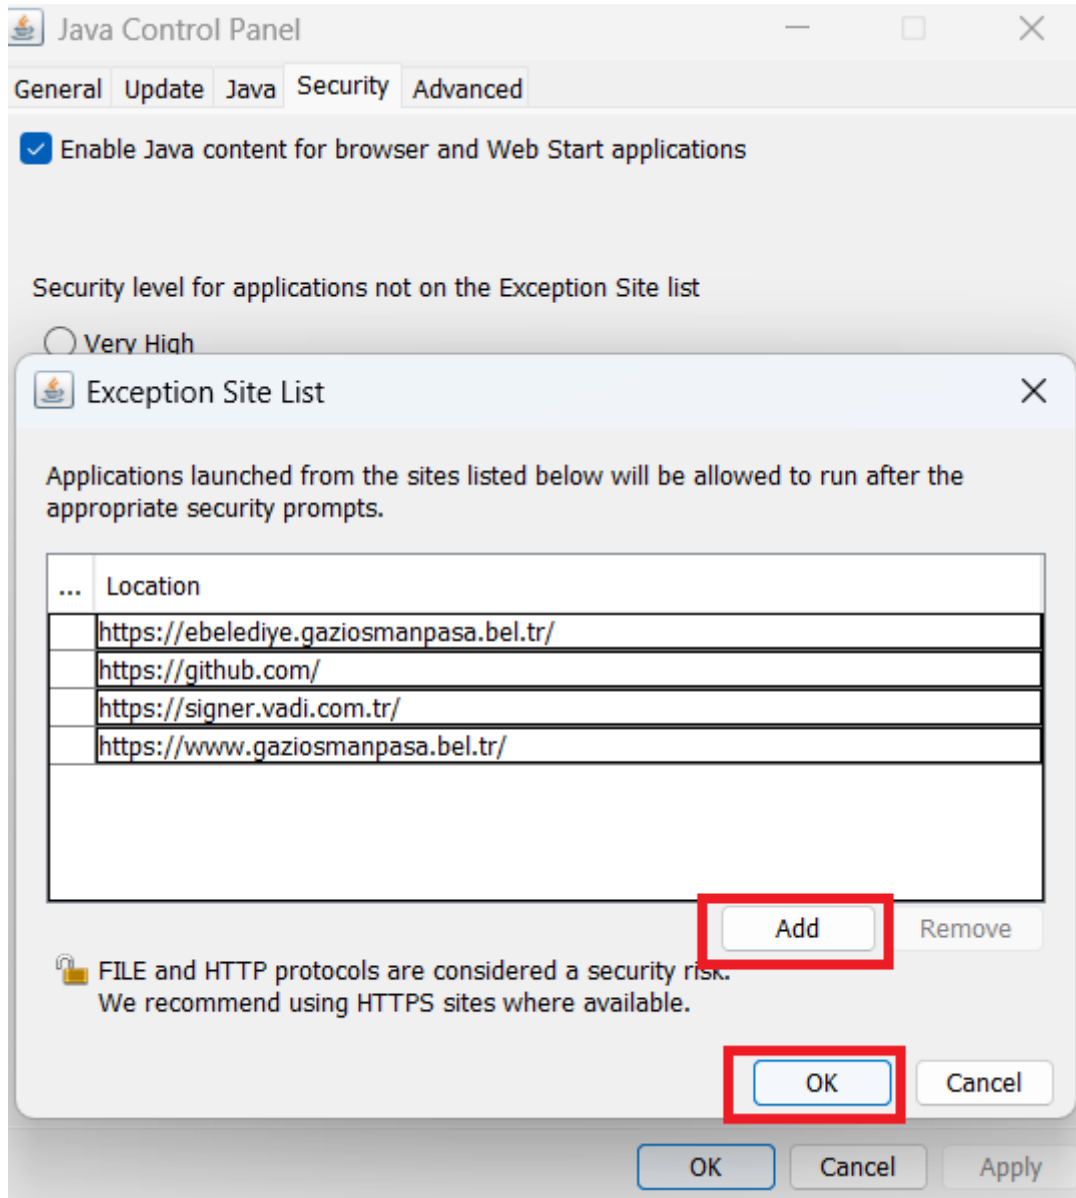 Java Control Panel
General Update Java Security Advanced
Enable Java content for browser and Web Start applications
Security level for applications not on the Exception Site list
Very High
Exception Site List
Applications launched from the sites listed below will be allowed to run after the
appropriate security prompts.
... Location
https://ebelediye.gaziosmanpasa.bel.tr/
https://github.com/
https://signer.vadi.com.tr/
https://www.gaziosmanpasa.bel.tr/
Add Remove
FILE and HTTP protocols are considered a security risk.
We recommend using HTTPS sites where available.
OK Cancel
OK Cancel Apply